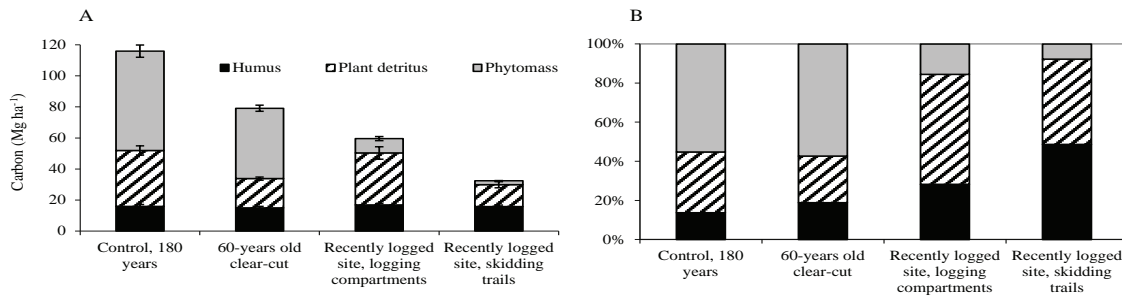 A
120
100
80
60
40
20
0
Carbon (Mg ha⁻¹)
Humus Plant detritus Phytomass
Control, 180 years
60-years old clear-cut
Recently logged site, logging compartments
Recently logged site, skidding trails
B
100%
80%
60%
40%
20%
0%
Control, 180 years
60-years old clear-cut
Recently logged site, logging compartments
Recently logged site, skidding trails